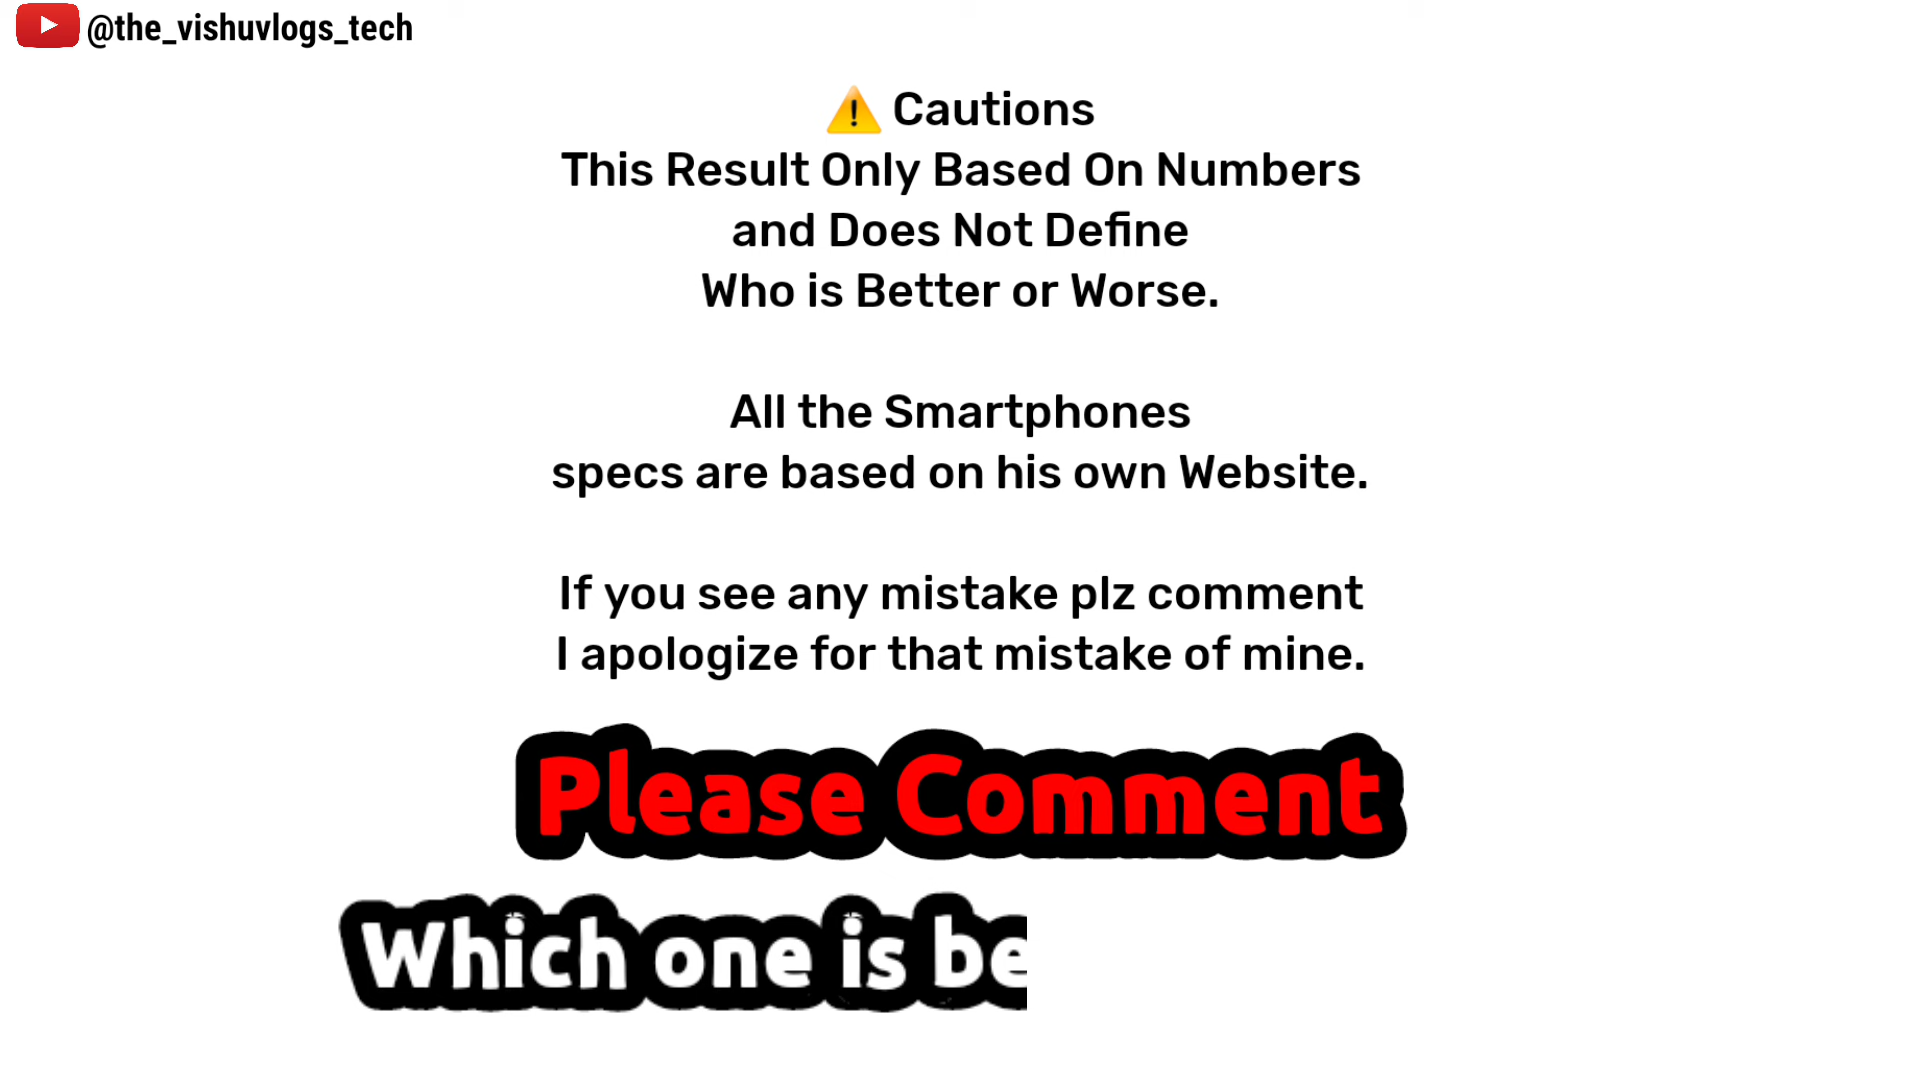 @the_vishuvlogs_tech
⚠️ Cautions
This Result Only Based On Numbers
and Does Not Define
Who is Better or Worse.
All the Smartphones
specs are based on his own Website.
If you see any mistake plz comment
I apologize for that mistake of mine.
Please Comment
Which one is be